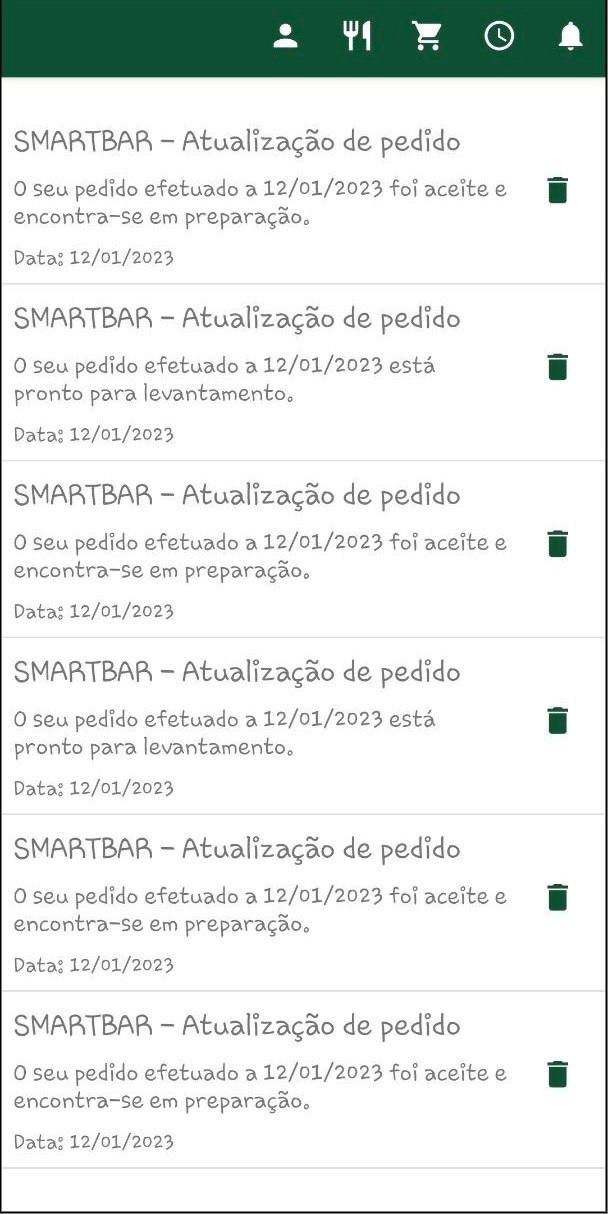 SMARTBAR - Atualização de pedido
O seu pedido efetuado a 12/01/2023 foi aceite e
encontra-se em preparação.
Data: 12/01/2023
SMARTBAR - Atualização de pedido
O seu pedido efetuado a 12/01/2023 está
pronto para levantamento.
Data: 12/01/2023
SMARTBAR - Atualização de pedido
O seu pedido efetuado a 12/01/2023 foi aceite e
encontra-se em preparação.
Data: 12/01/2023
SMARTBAR - Atualização de pedido
O seu pedido efetuado a 12/01/2023 está
pronto para levantamento.
Data: 12/01/2023
SMARTBAR - Atualização de pedido
O seu pedido efetuado a 12/01/2023 foi aceite e
encontra-se em preparação.
Data: 12/01/2023
SMARTBAR - Atualização de pedido
O seu pedido efetuado a 12/01/2023 foi aceite e
encontra-se em preparação.
Data: 12/01/2023